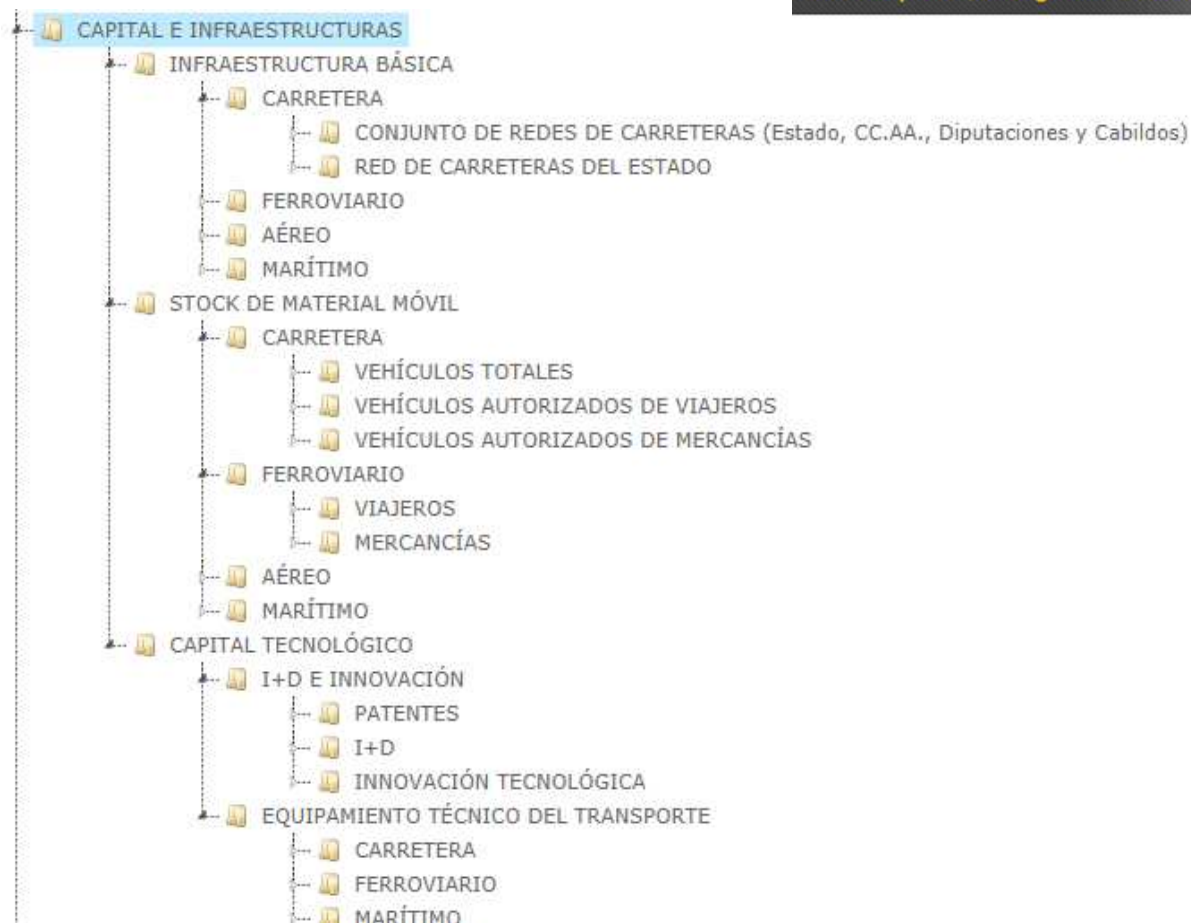 CAPITAL E INFRAESTRUCTURAS
INFRAESTRUCTURA BÁSICA
CARRETERA
CONJUNTO DE REDES DE CARRETERAS (Estado, CC.AA., Diputaciones y Cabildos)
RED DE CARRETERAS DEL ESTADO
FERROVIARIO
AÉREO
MARÍTIMO
STOCK DE MATERIAL MÓVIL
CARRETERA
VEHÍCULOS TOTALES
VEHÍCULOS AUTORIZADOS DE VIAJEROS
VEHÍCULOS AUTORIZADOS DE MERCANCÍAS
FERROVIARIO
VIAJEROS
MERCANCÍAS
AÉREO
MARÍTIMO
CAPITAL TECNOLÓGICO
I+D E INNOVACIÓN
PATENTES
I+D
INNOVACIÓN TECNOLÓGICA
EQUIPAMIENTO TÉCNICO DEL TRANSPORTE
CARRETERA
FERROVIARIO
MARÍTIMO